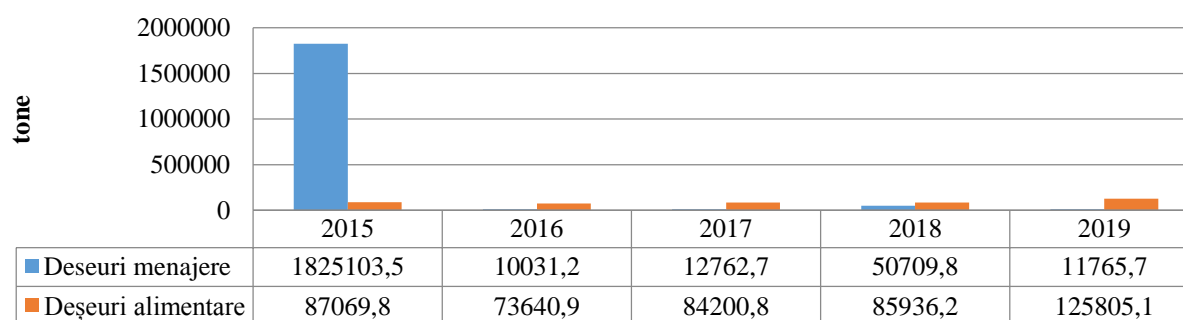 2000000
1500000
1000000
500000
0
tone
2015 2016 2017 2018 2019
Deseuri menajere 1825103,5 10031,2 12762,7 50709,8 11765,7
Deșeuri alimentare 87069,8 73640,9 84200,8 85936,2 125805,1